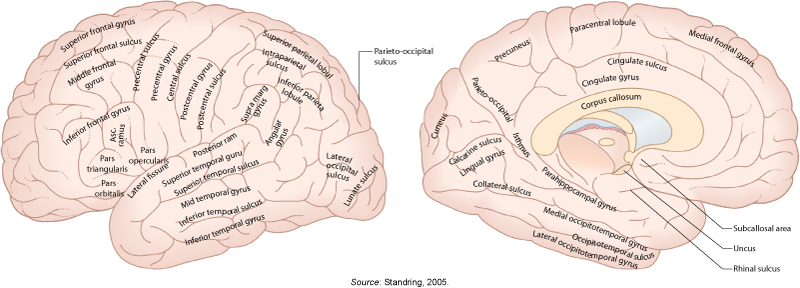 Superior frontal gyrus
Superior frontal sulcus
Middle frontal
gyrus
Inferior frontal gyrus
Precentral sulcus
Precentral gyrus
Central sulcus
Postcentral gyrus
Postcentral sulcus
Superior parietal lobul
Intraparietal
sulcus
Inferior parieta
lobule
Supra marg
gyrus
Angular
gyrus
Asc.
ramus
Pars
opercularis
Pars
triangularis
Pars
orbitalis
Lateral fissure
Posterior ram
Superior temporal guru
Superior temporal sulcus
Mid temporal gyrus
Inferior temporal sulcus
Inferior temporal gyrus
Lateral
occipital
sulcus
Lunate sulcus
Parieto-occipital
sulcus
Paracentral lobule
Medial frontal gyrus
Precuneus
Cingulate sulcus
Cingulate gyrus
Corpus callosum
Parieto-occipital
Cuneus
Isthmus
Calcarine sulcus
Lingual gyrus
Collateral sulcus
Parahippocampal gyrus
Medial occipitotemporal gyrus
Occipitotemporal sulcus
Lateral occipitotemporal gyrus
Subcallosal area
Uncus
Rhinal sulcus
Source: Standring, 2005.